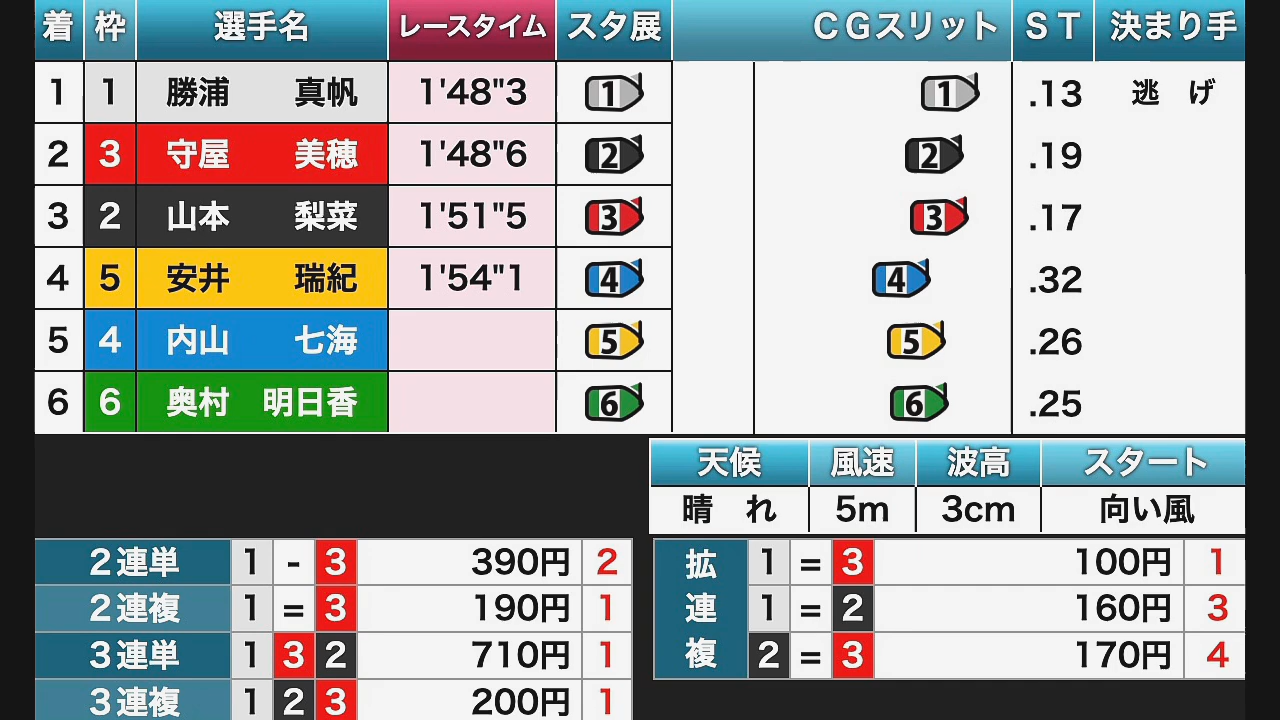 着 枠 選手名 レースタイム スタ展 CGスリット ST 決まり手
1 1 勝浦 真帆 1'48"3 1 1 .13 逃 げ
2 3 守屋 美穂 1'48"6 2 2 .19
3 2 山本 梨菜 1'51"5 3 3 .17
4 5 安井 瑞紀 1'54"1 4 4 .32
5 4 内山 七海 5 5 .26
6 6 奥村 明日香 6 6 .25
天候 風速 波高 スタート
晴 れ 5m 3cm 向い風
2連単 1 - 3 390円 2
2連複 1 = 3 190円 1
3連単 1 3 2 710円 1
3連複 1 2 3 200円 1
拡 1 = 3 100円 1
連 1 = 2 160円 3
複 2 = 3 170円 4